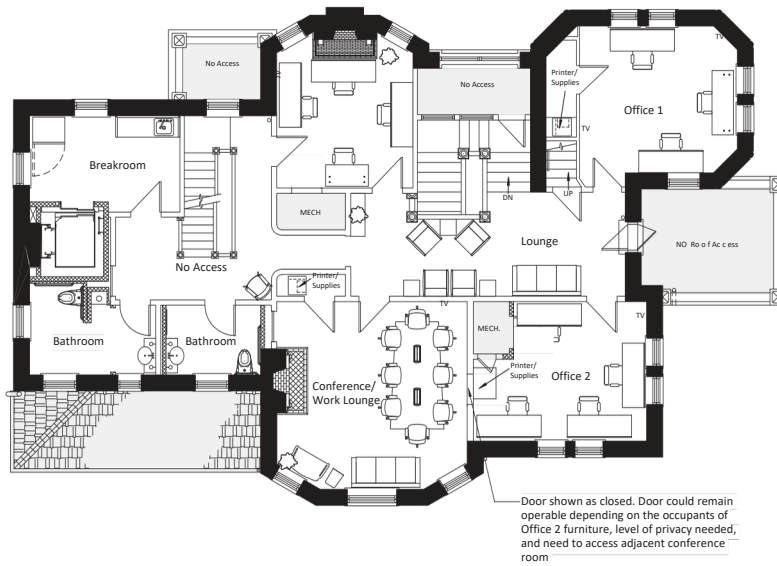 No Access
TV
No Access
Printer/
Supplies
Office 1
TV
Breakroom
MECH
DN
UP
Lounge
NO Ro o f Ac c ess
No Access
Printer/
Supplies
TV
TV
MECH.
Bathroom
Bathroom
Conference/
Work Lounge
Printer/
Supplies
Office 2
Door shown as closed. Door could remain
operable depending on the occupants of
Office 2 furniture, level of privacy needed,
and need to access adjacent conference
room